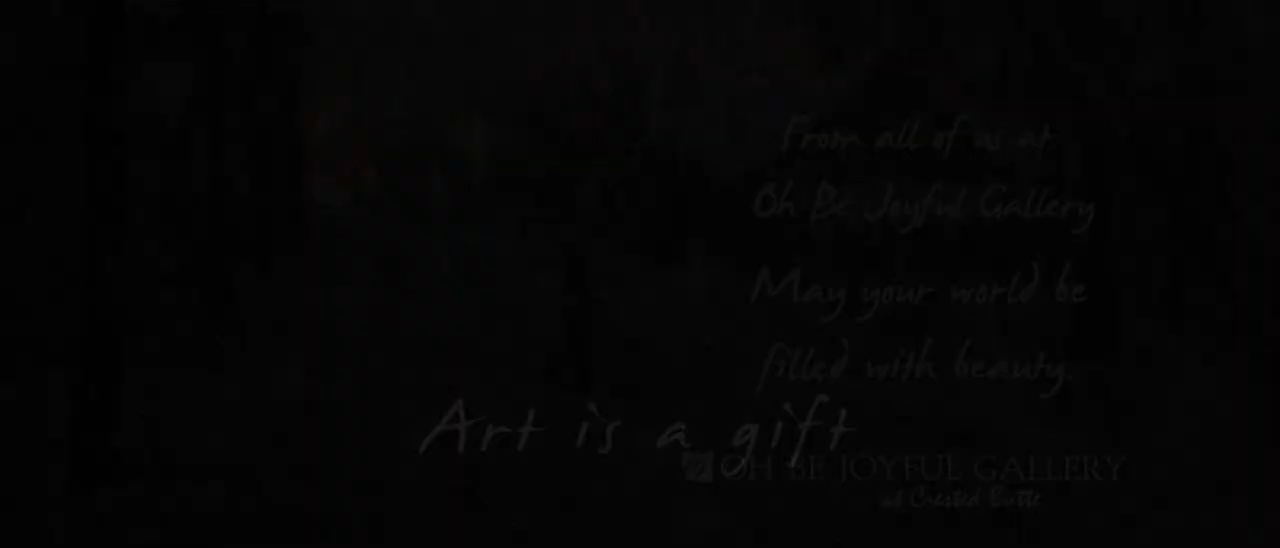 From all of us at
Oh Be Joyful Gallery
May your world be
filled with beauty.
Art is a gift
OH BE JOYFUL GALLERY
at Crested Butte